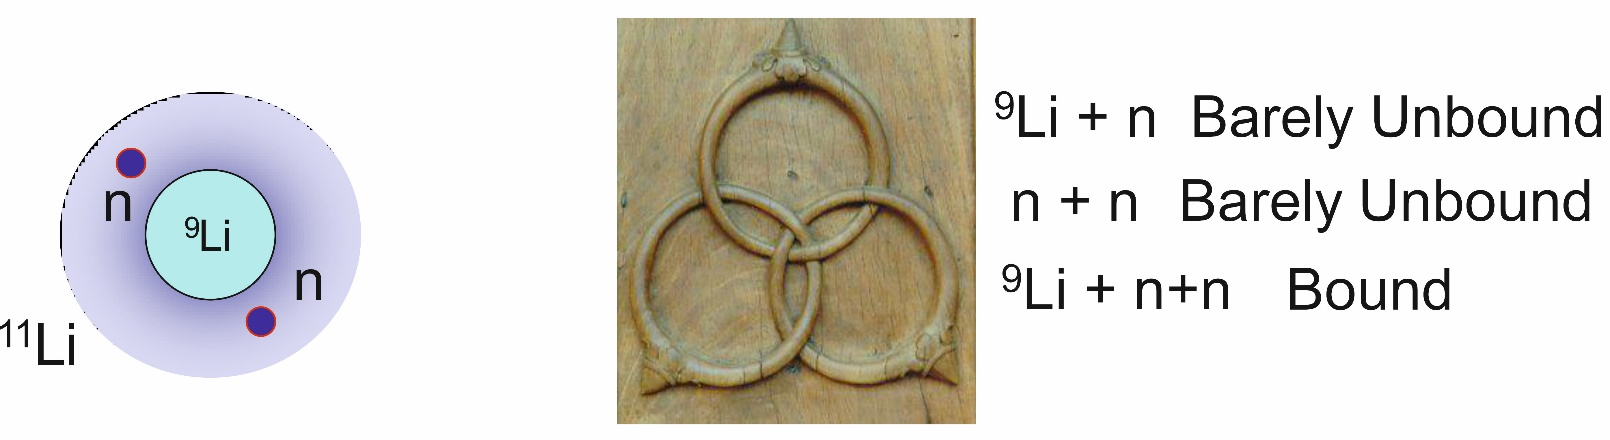 n
⁹Li
n
¹¹Li
⁹Li + n Barely Unbound
n + n Barely Unbound
⁹Li + n+n Bound